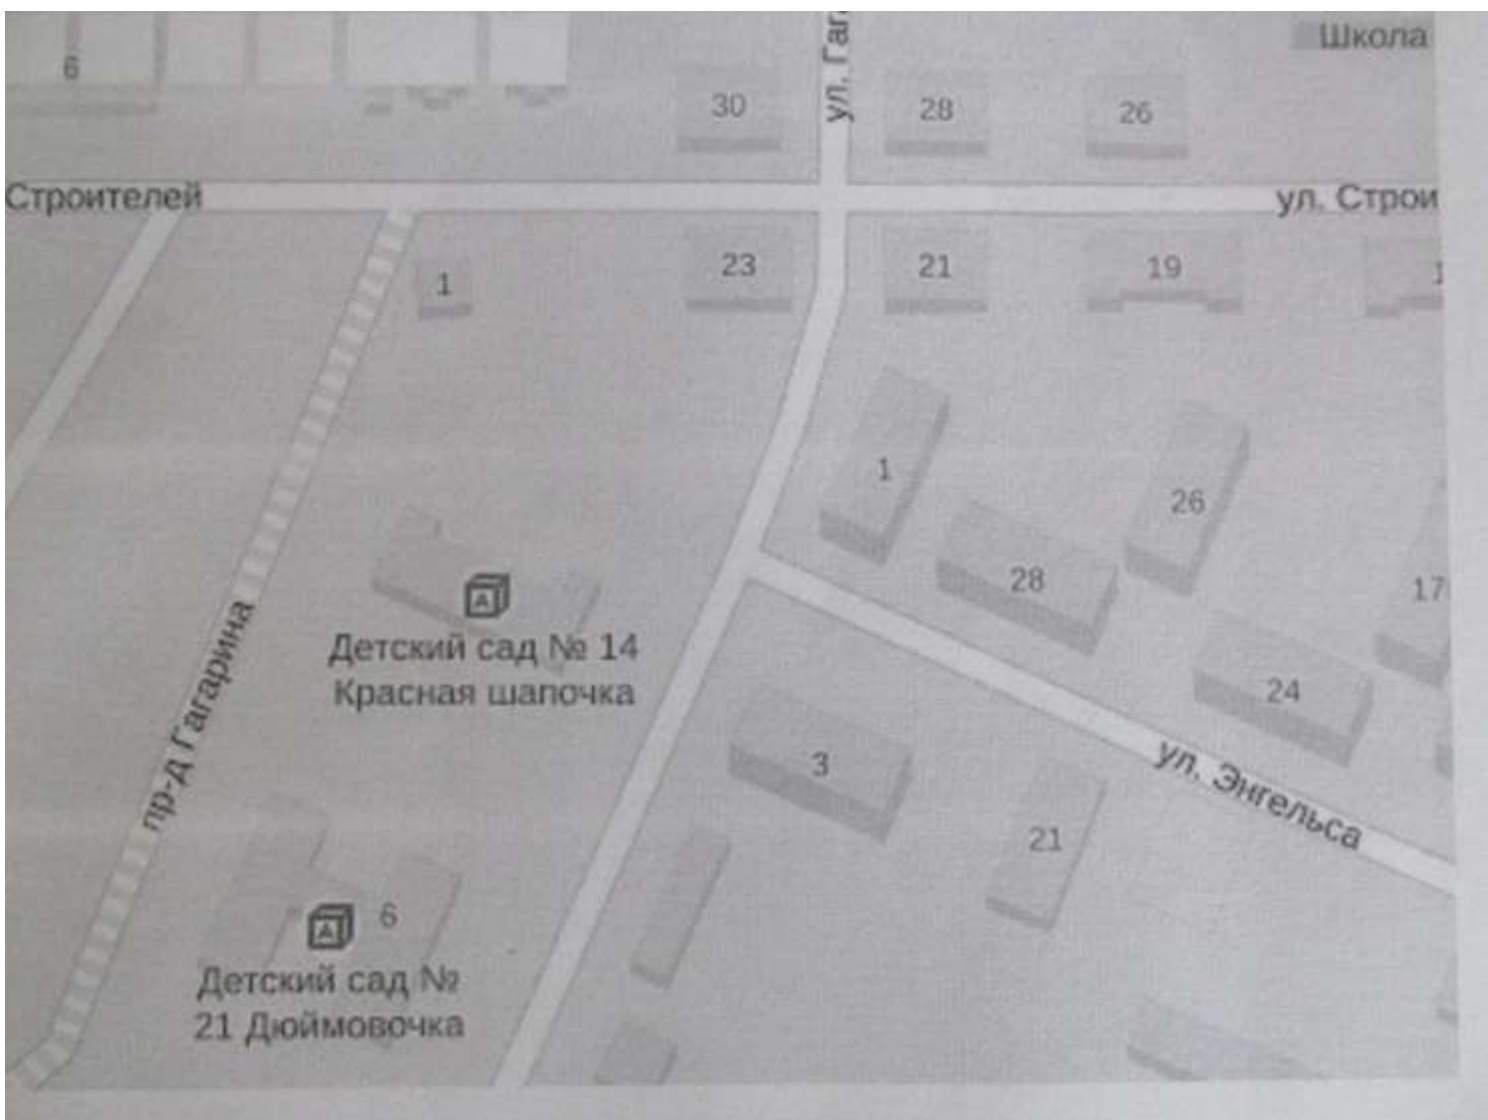 Школа
6
30
ул. Гаг
28
26
Строителей
ул. Строи
1
23
21
19
1
1
26
28
17
24
Детский сад № 14
Красная шапочка
пр-д Гагарина
3
ул. Энгельса
21
6
Детский сад №
21 Дюймовочка